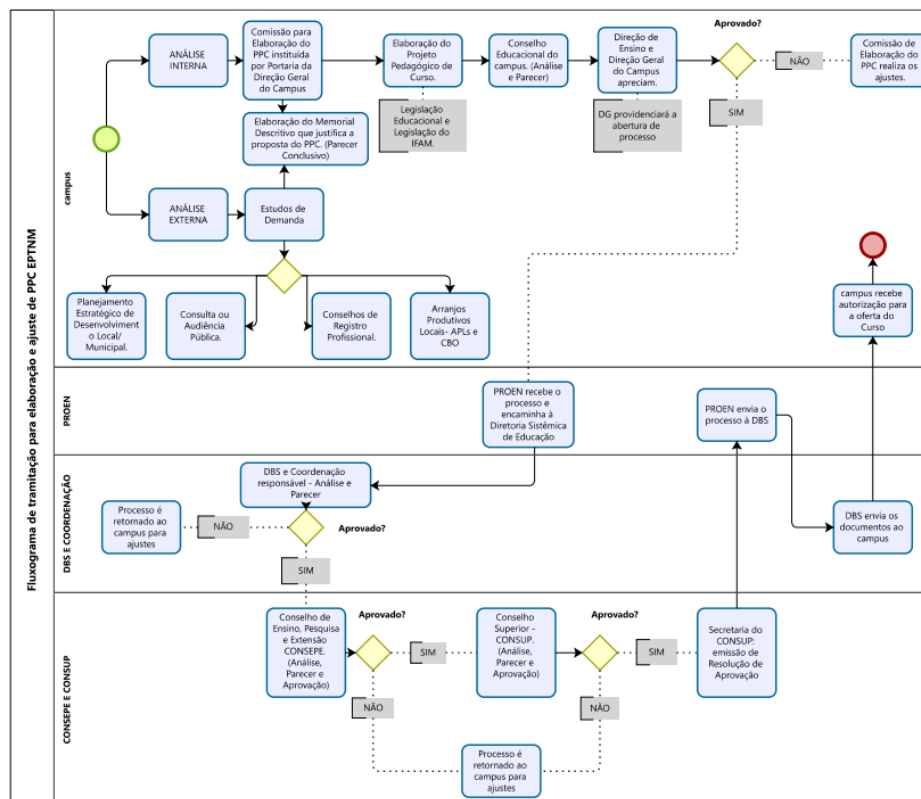 Fluxograma de tramitação para elaboração e ajuste de PPC EPTNM
campus
ANÁLISE
INTERNA
Comissão para
Elaboração do
PPC instituída
por Portaria da
Direção Geral
do Campus
Elaboração do
Projeto
Pedagógico de
Curso.
Conselho
Educacional do
campus. (Análise
e Parecer)
Direção de
Ensino e
Direção Geral
do Campus
apreciam.
Aprovado?
NÃO
Comissão de
Elaboração do
PPC realiza os
ajustes.
Legislação
Educacional e
Legislação do
IFAM.
DG providenciará a
abertura de
processo
SIM
Elaboração do Memorial
Descritivo que justifica a
proposta do PPC. (Parecer
Conclusivo)
ANÁLISE
EXTERNA
Estudos de
Demanda
Planejamento
Estratégico de
Desenvolviment
o Local/
Municipal.
Consulta ou
Audiência
Pública.
Conselhos de
Registro
Profissional.
Arranjos
Produtivos
Locais- APLs e
CBO
campus recebe
autorização para
a oferta do
Curso
PROEN
PROEN recebe o
processo e
encaminha à
Diretoria Sistêmica
de Educação
PROEN envia o
processo à DBS
DBS E COORDENAÇÃO
DBS e Coordenação
responsável - Análise e
Parecer
Processo é
retornado ao
campus para
ajustes
NÃO
Aprovado?
SIM
DBS envia os
documentos ao
campus
CONSEPE E CONSUP
Conselho de
Ensino, Pesquisa
e Extensão
CONSEPE.
(Análise,
Parecer e
Aprovação)
Aprovado?
SIM
NÃO
Conselho
Superior -
CONSUP.
(Análise,
Parecer e
Aprovação)
Aprovado?
SIM
NÃO
Secretaria do
CONSUP:
emissão de
Resolução de
Aprovação
Processo é
retornado ao
campus para
ajustes